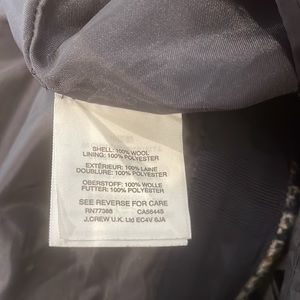 SHELL: 100% WOOL
LINING: 100% POLYESTER
EXTÉRIEUR: 100% LAINE
DOUBLURE: 100% POLYESTER
OBERSTOFF: 100% WOLLE
FUTTER: 100% POLYESTER
SEE REVERSE FOR CARE
RN77388 CA56445
J.CREW U.K. Ltd EC4V 6JA